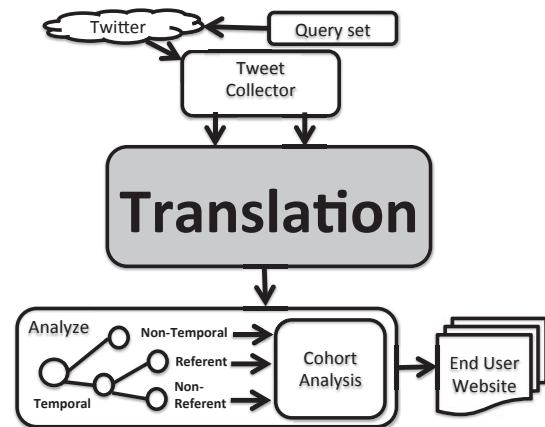 Twitter
Query set
Tweet
Collector
Translation
Analyze
Non-Temporal
Referent
Non-
Referent
Temporal
Cohort
Analysis
End User
Website